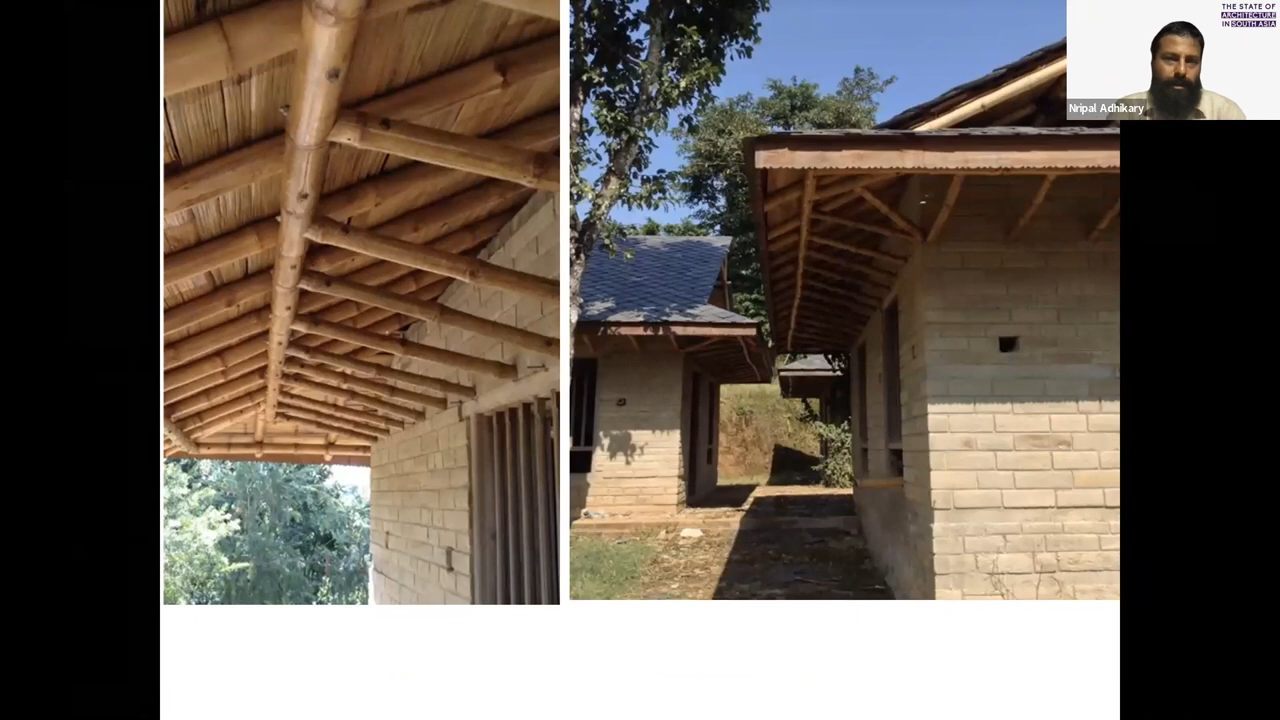 THE STATE OF
ARCHITECTURE
IN SOUTH ASIA
Nripal Adhikary